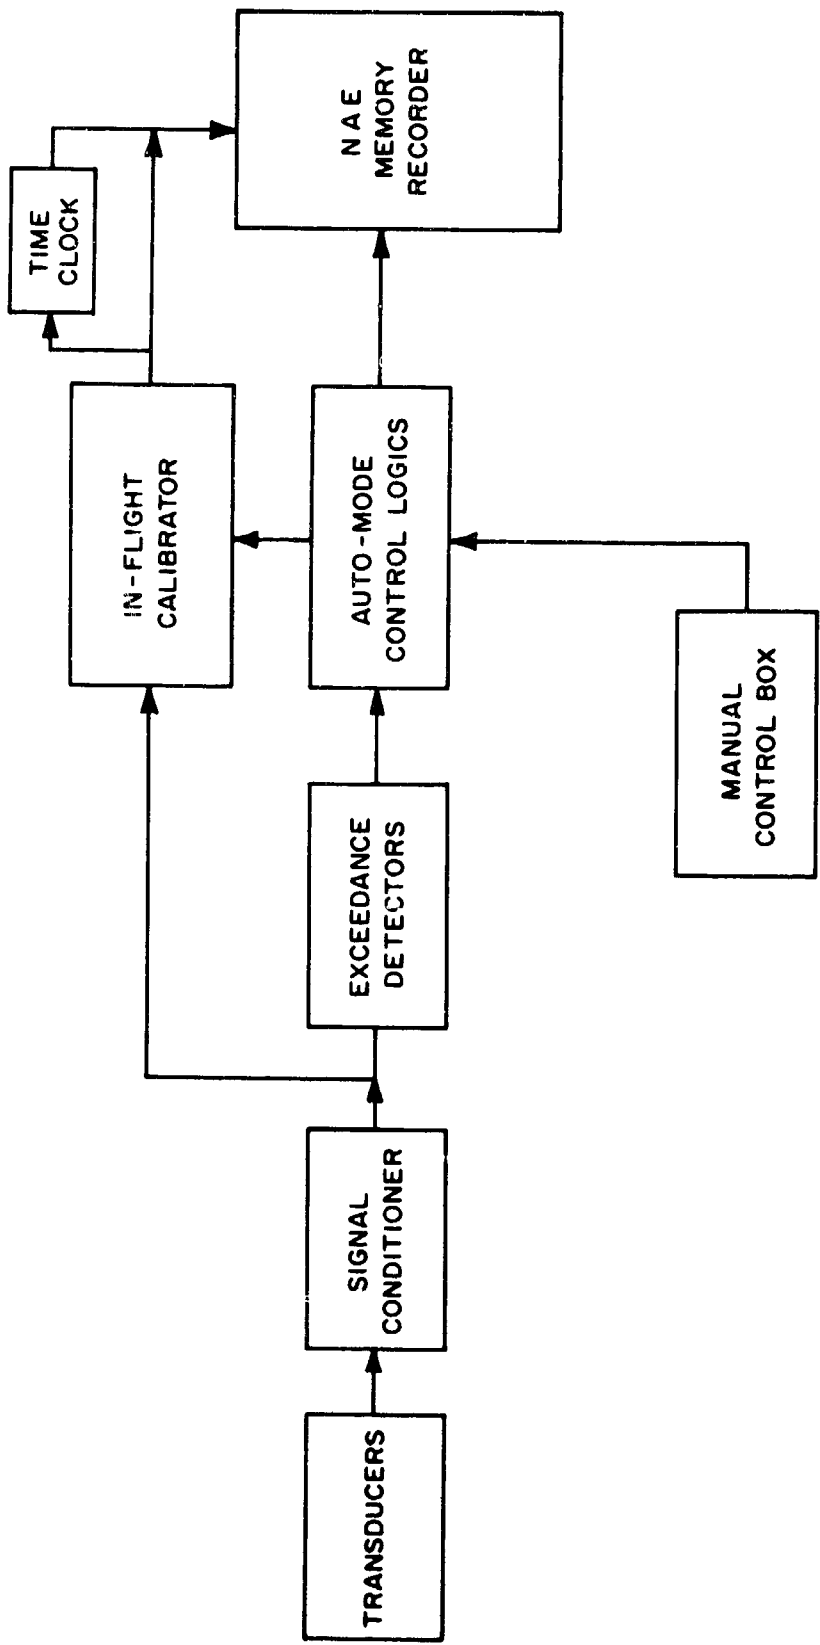 TRANSDUCERS
SIGNAL
CONDITIONER
EXCEEDANCE
DETECTORS
IN-FLIGHT
CALIBRATOR
AUTO-MODE
CONTROL LOGICS
MANUAL
CONTROL BOX
TIME
CLOCK
NAE
MEMORY
RECORDER